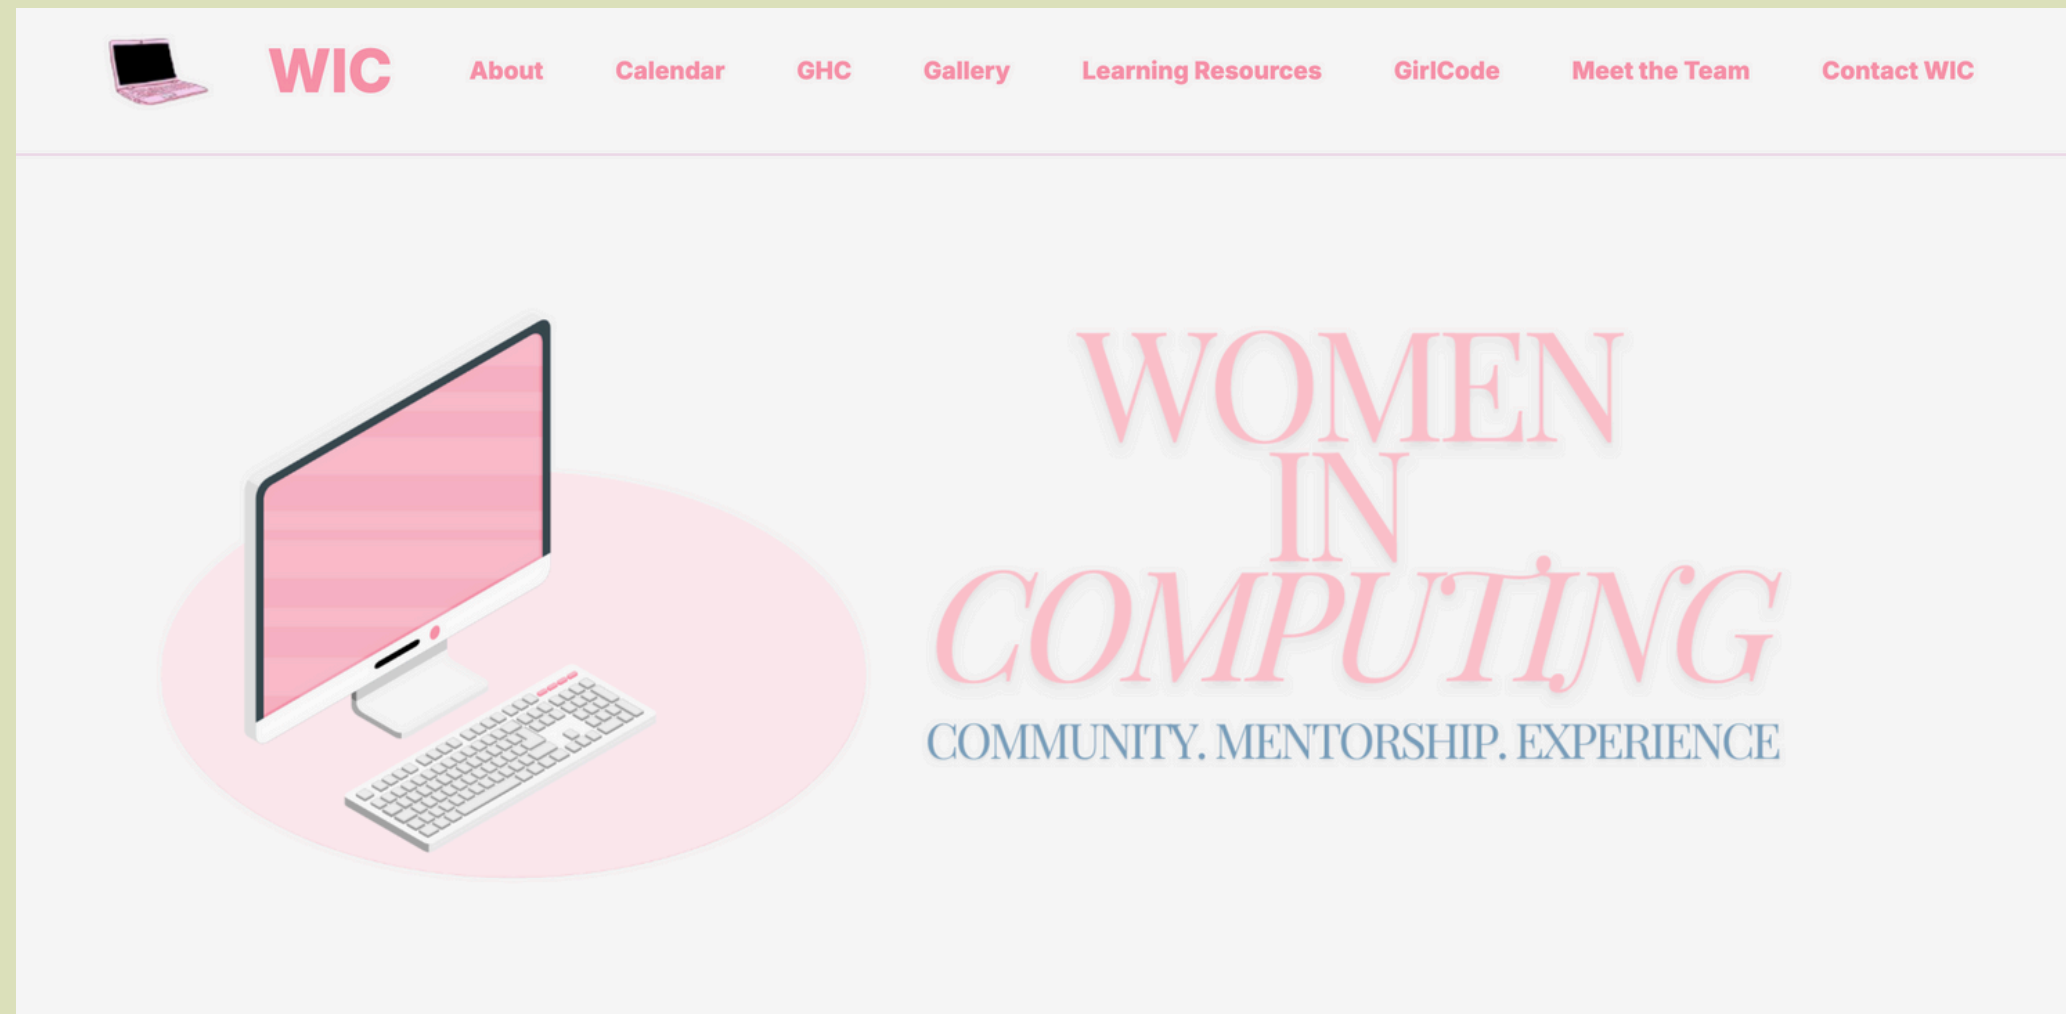 WIC About Calendar GHC Gallery Learning Resources GirlCode Meet the Team Contact WIC
WOMEN
IN
COMPUTING
COMMUNITY. MENTORSHIP. EXPERIENCE